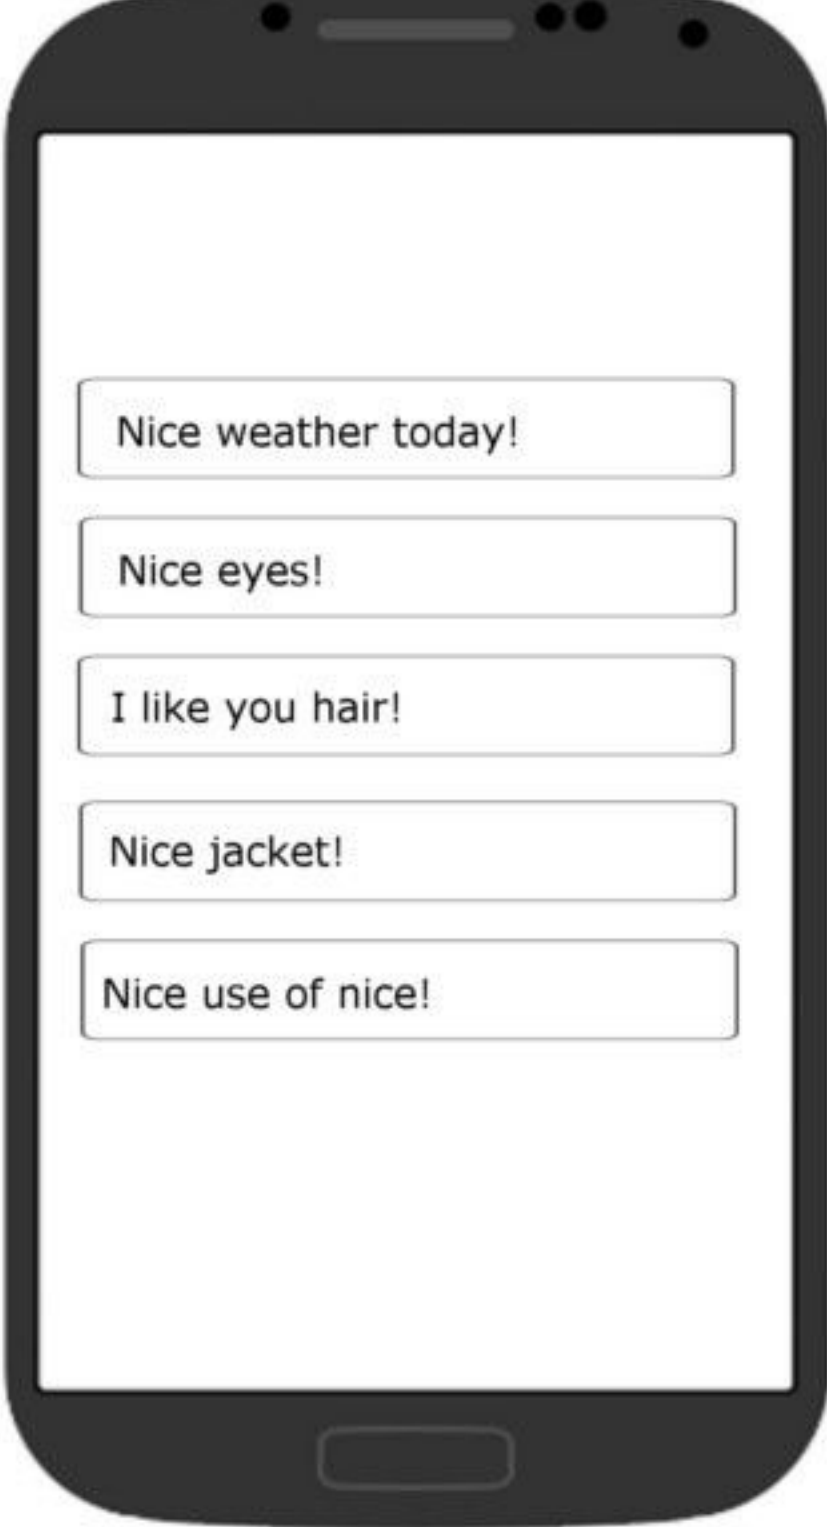 Nice weather today!
Nice eyes!
I like you hair!
Nice jacket!
Nice use of nice!